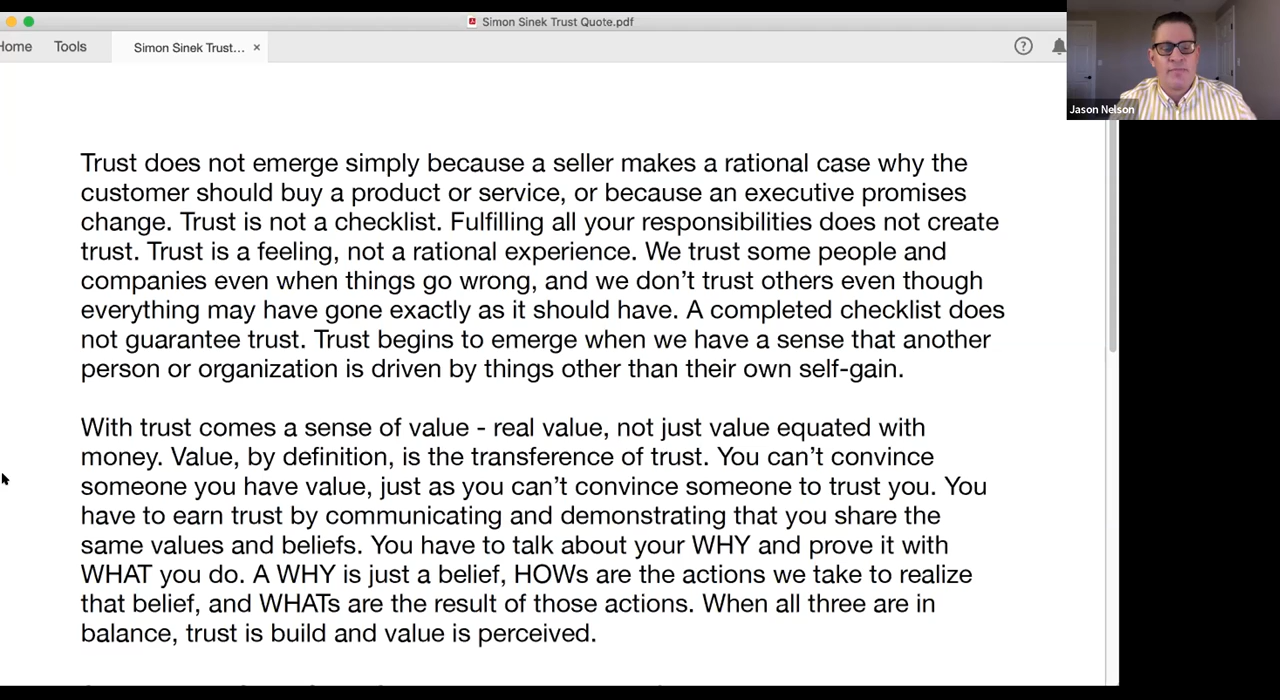 Simon Sinek Trust Quote.pdf
Home Tools Simon Sinek Trust... ×
?
Jason Nelson
Trust does not emerge simply because a seller makes a rational case why the
customer should buy a product or service, or because an executive promises
change. Trust is not a checklist. Fulfilling all your responsibilities does not create
trust. Trust is a feeling, not a rational experience. We trust some people and
companies even when things go wrong, and we don’t trust others even though
everything may have gone exactly as it should have. A completed checklist does
not guarantee trust. Trust begins to emerge when we have a sense that another
person or organization is driven by things other than their own self-gain.
With trust comes a sense of value - real value, not just value equated with
money. Value, by definition, is the transference of trust. You can’t convince
someone you have value, just as you can’t convince someone to trust you. You
have to earn trust by communicating and demonstrating that you share the
same values and beliefs. You have to talk about your WHY and prove it with
WHAT you do. A WHY is just a belief, HOWs are the actions we take to realize
that belief, and WHATs are the result of those actions. When all three are in
balance, trust is build and value is perceived.